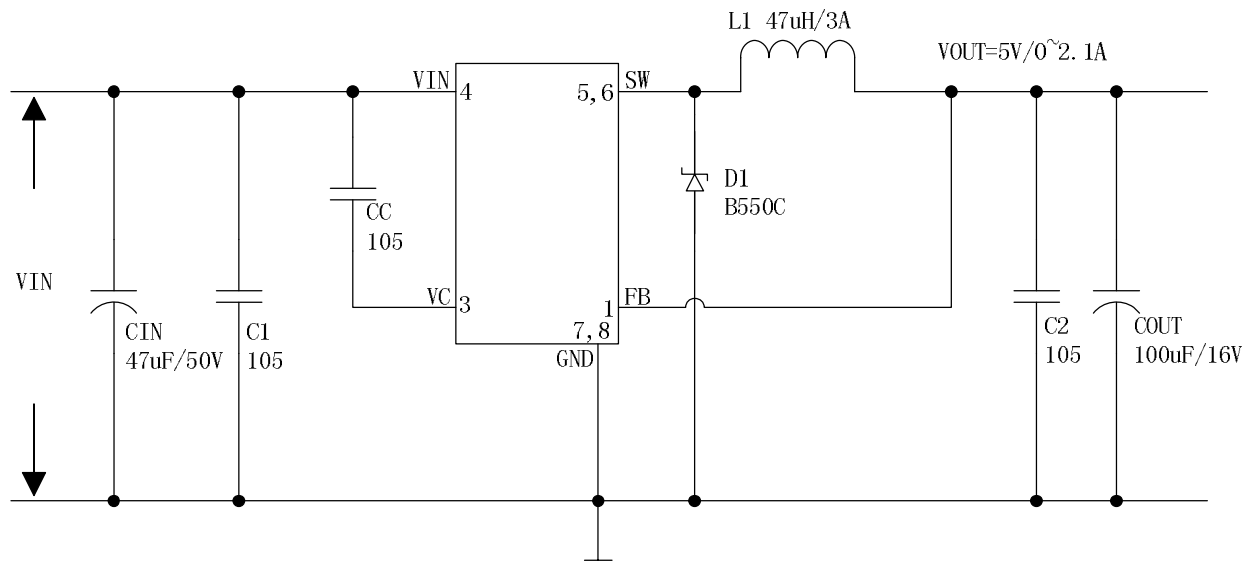 L1 47uH/3A
VOUT=5V/0~2.1A
VIN
4
5,6
SW
D1
B550C
CC
105
VIN
VC
3
1
FB
7,8
GND
CIN
47uF/50V
C1
105
C2
105
COUT
100uF/16V